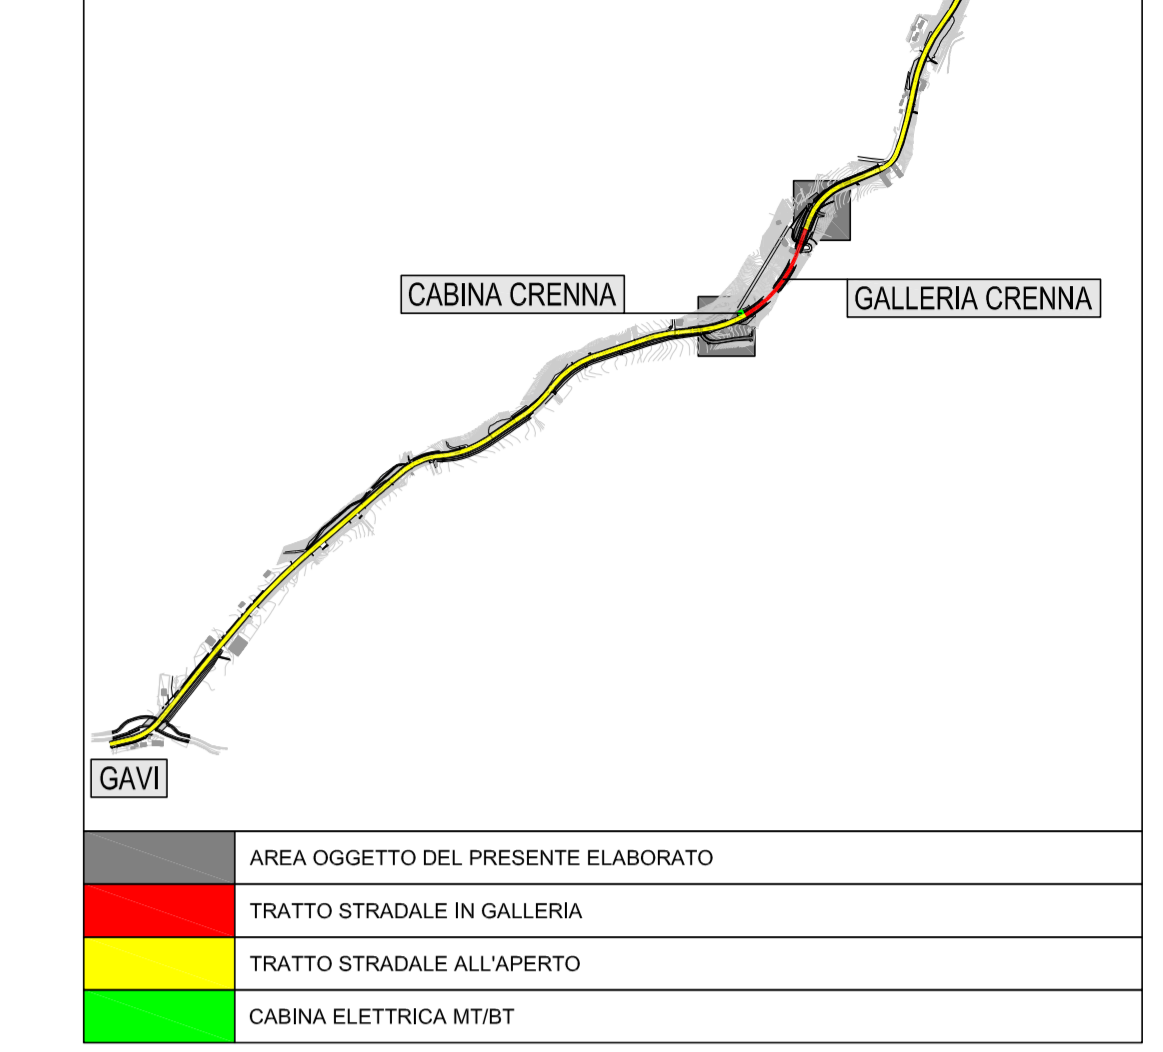 CABINA CRENNA
GALLERIA CRENNA
GAVI
AREA OGGETTO DEL PRESENTE ELABORATO
TRATTO STRADALE IN GALLERIA
TRATTO STRADALE ALL'APERTO
CABINA ELETTRICA MT/BT